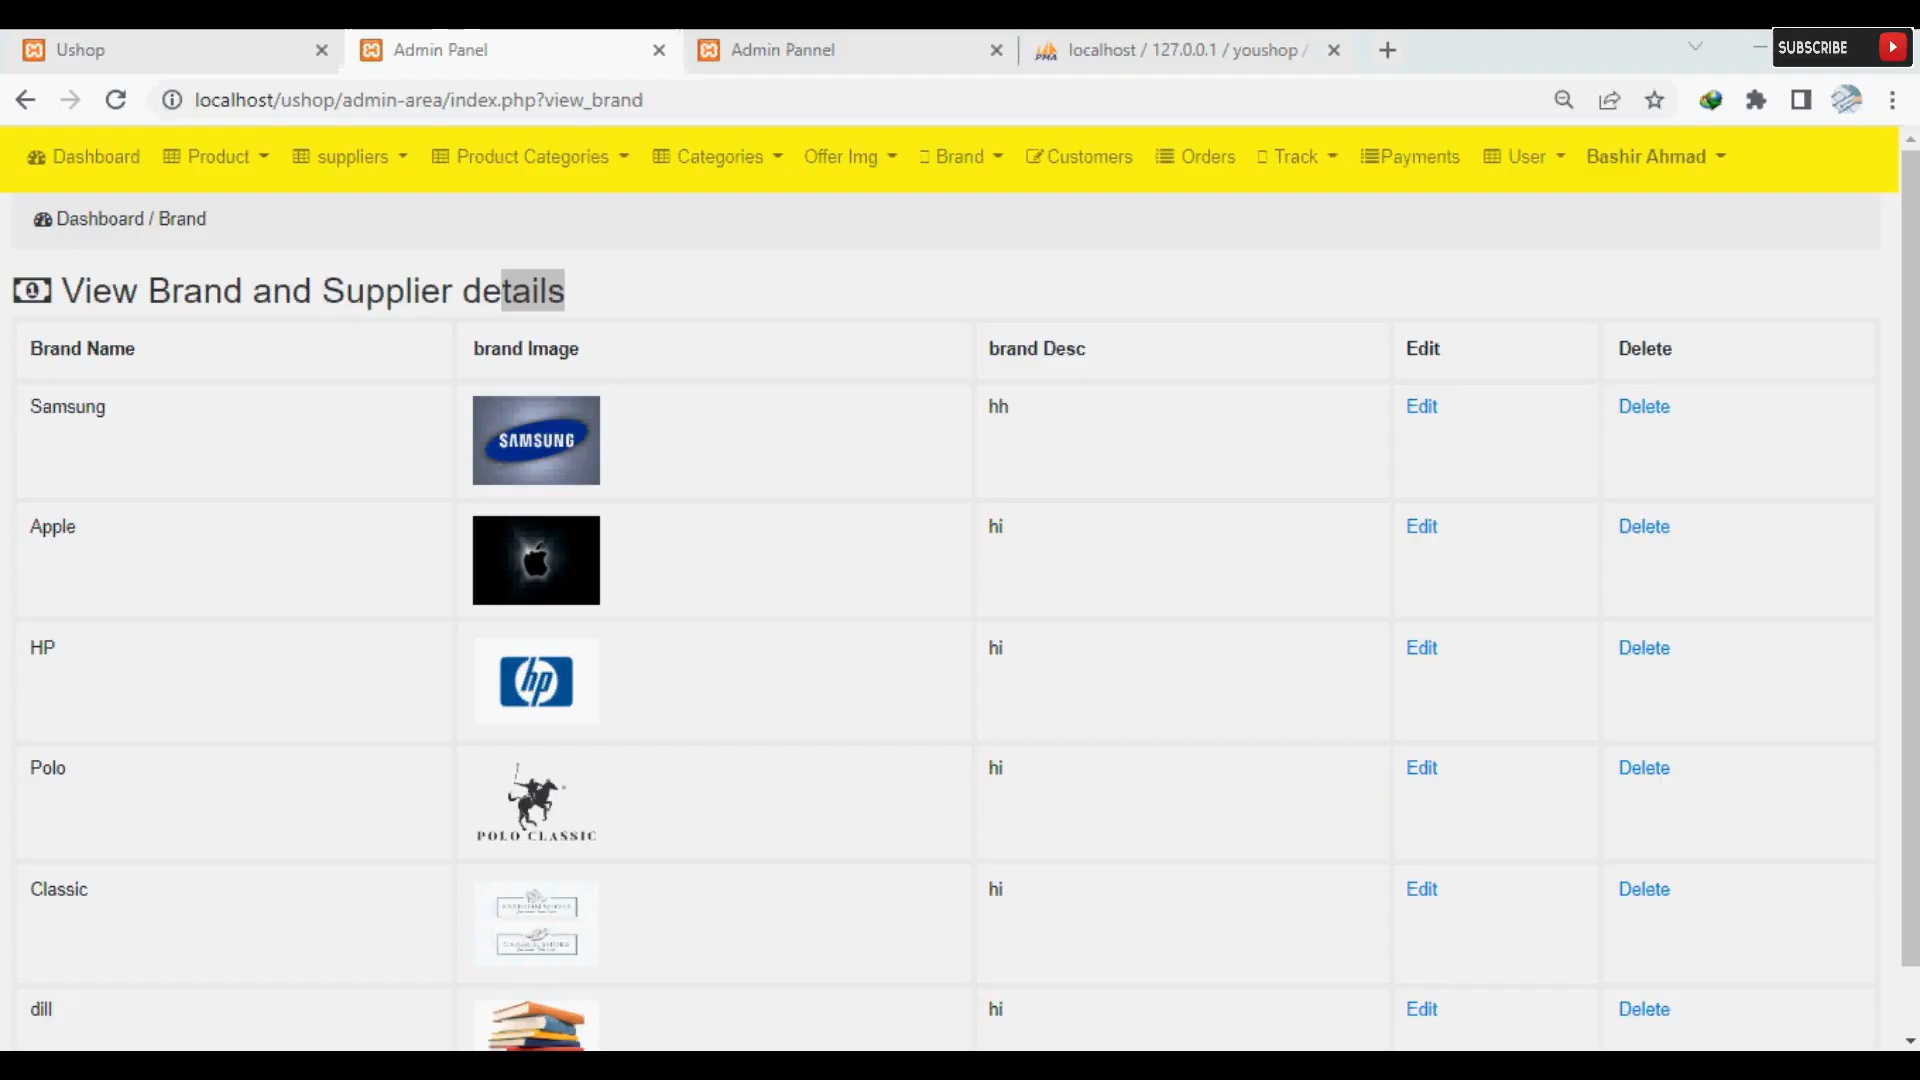 Ushop
Admin Panel
Admin Pannel
localhost / 127.0.0.1 / youshop /
SUBSCRIBE
localhost/ushop/admin-area/index.php?view_brand
Dashboard Product suppliers Product Categories Categories Offer Img Brand Customers Orders Track Payments User Bashir Ahmad
Dashboard / Brand
View Brand and Supplier details
Brand Name brand Image brand Desc Edit Delete
Samsung SAMSUNG hh Edit Delete
Apple hi Edit Delete
HP hp hi Edit Delete
Polo POLO CLASSIC hi Edit Delete
Classic hi Edit Delete
dill hi Edit Delete